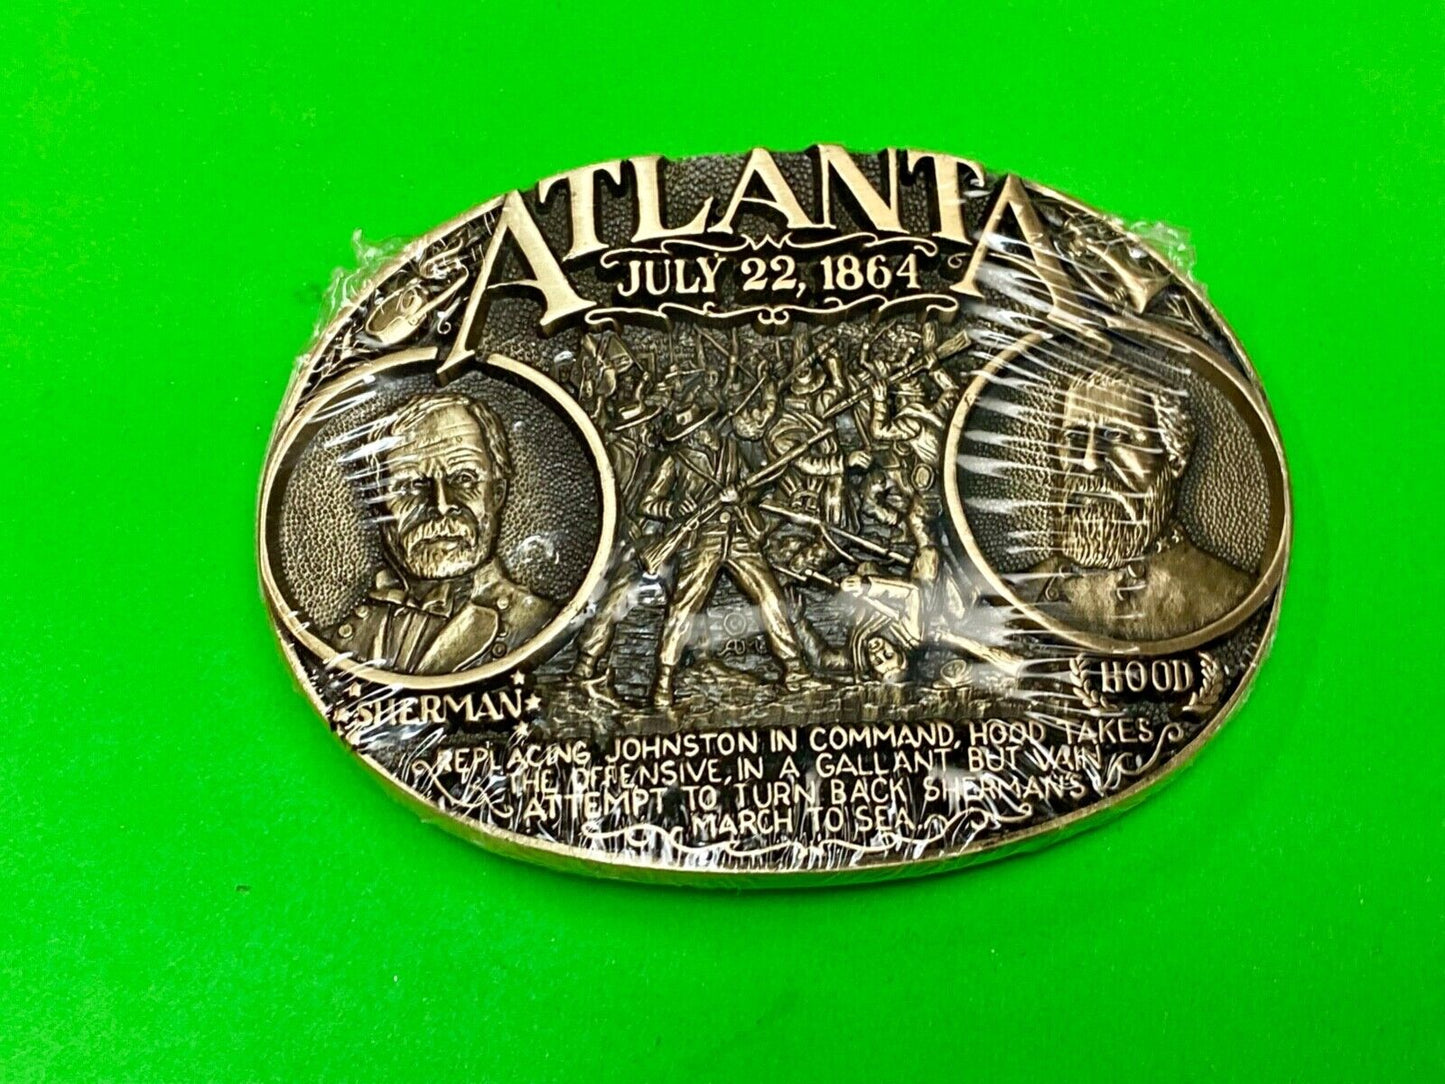 ATLANTA
JULY 22, 1864
SHERMAN
HOOD
REPLACING JOHNSTON IN COMMAND, HOOD TAKES
THE OFFENSIVE, IN A GALLANT BUT VAIN
ATTEMPT TO TURN BACK SHERMAN'S
MARCH TO SEA.